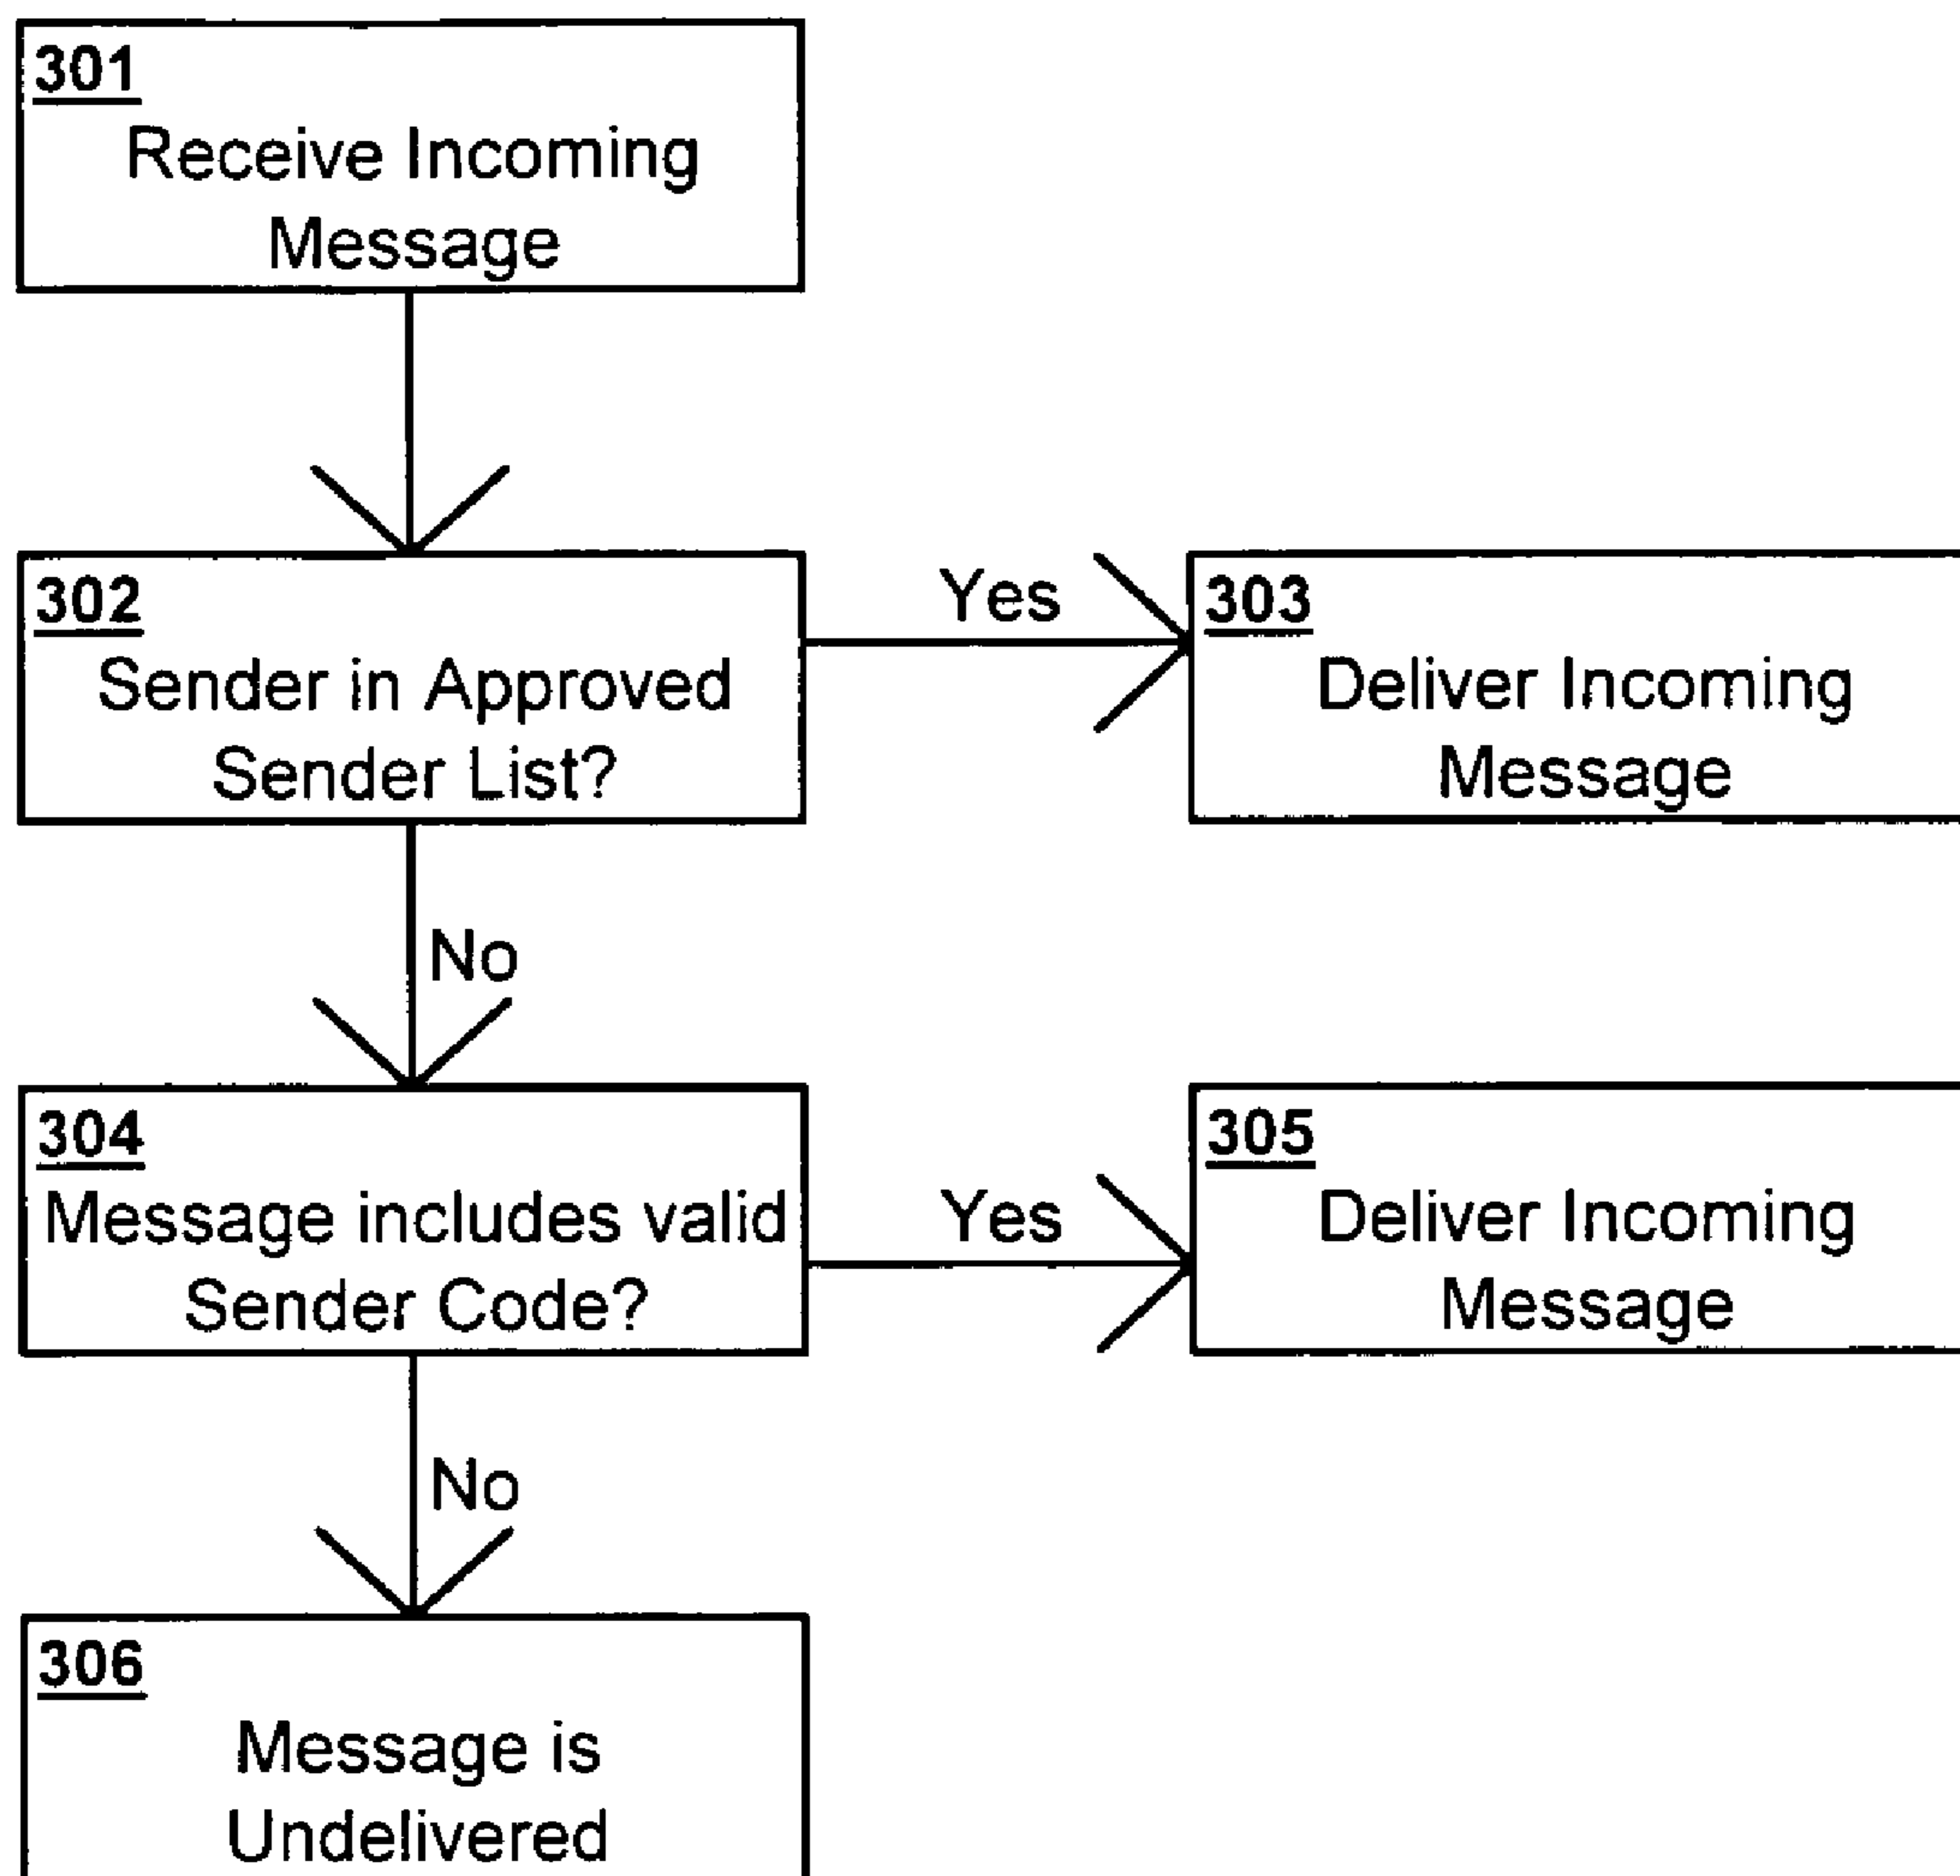 301
Receive Incoming
Message
302
Sender in Approved
Sender List?
Yes
303
Deliver Incoming
Message
No
304
Message includes valid
Sender Code?
Yes
305
Deliver Incoming
Message
No
306
Message is
Undelivered